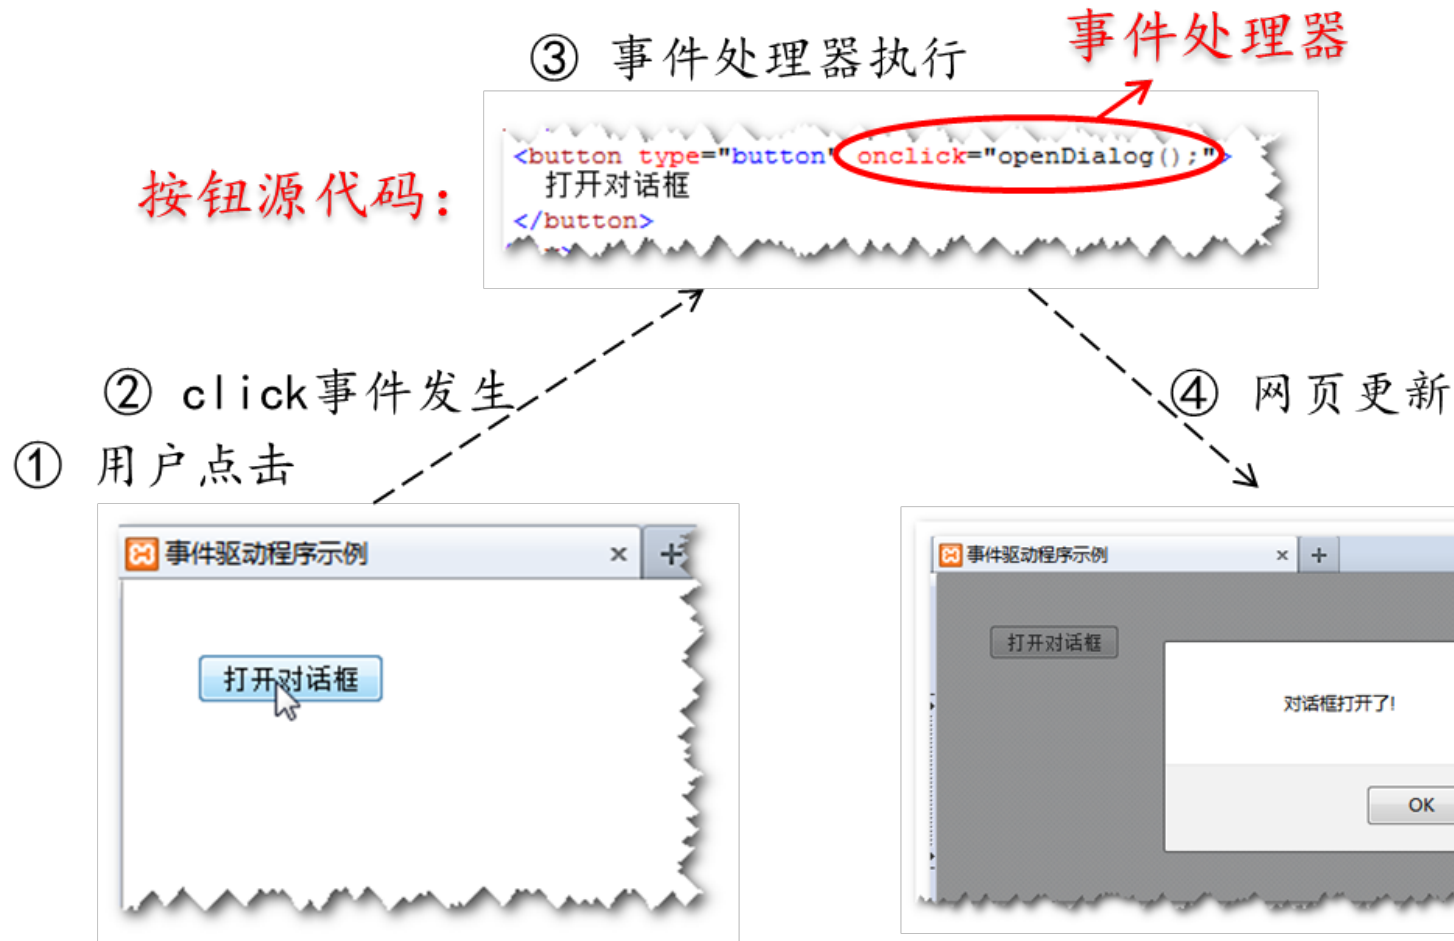 ③ 事件处理器执行
事件处理器
按钮源代码：
<button type="button" onclick="openDialog();">
打开对话框
</button>
② click事件发生
① 用户点击
④ 网页更新
事件驱动程序示例
打开对话框
事件驱动程序示例
打开对话框
对话框打开了!
OK